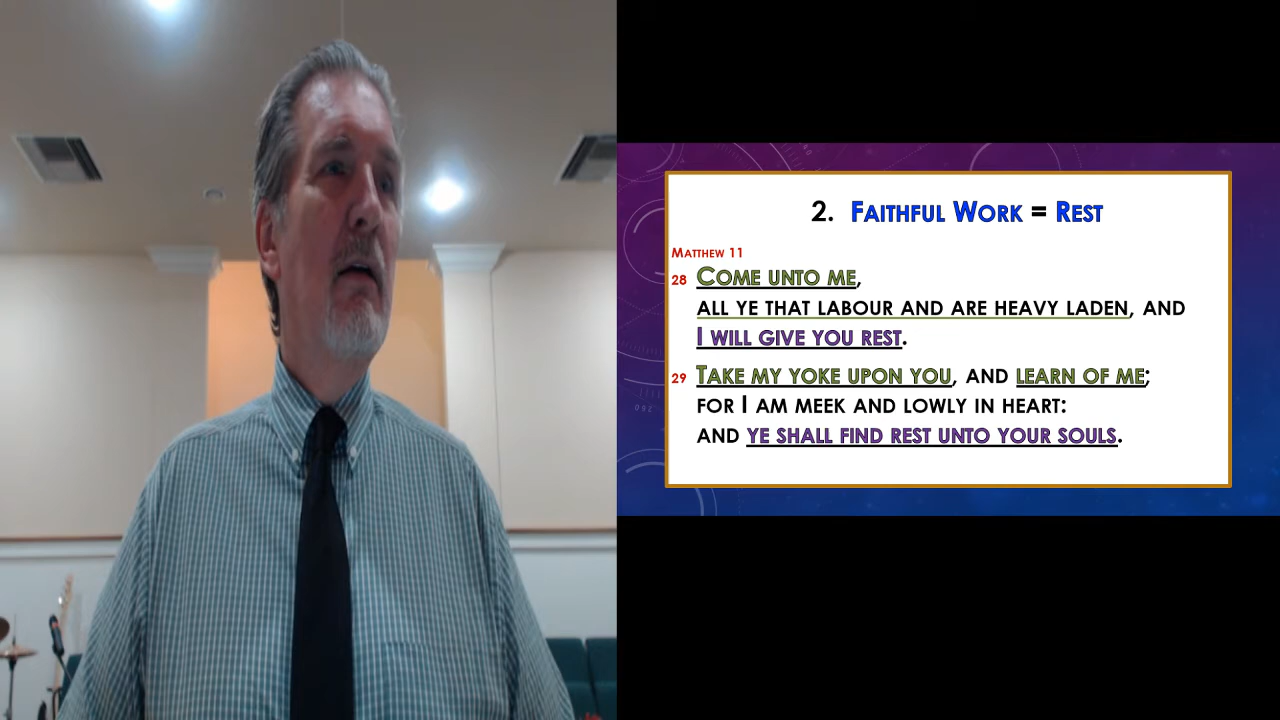 2. Faithful Work = Rest
Matthew 11
28 Come unto me,
all ye that labour and are heavy laden, and
I will give you rest.
29 Take my yoke upon you, and learn of me;
for I am meek and lowly in heart:
and ye shall find rest unto your souls.